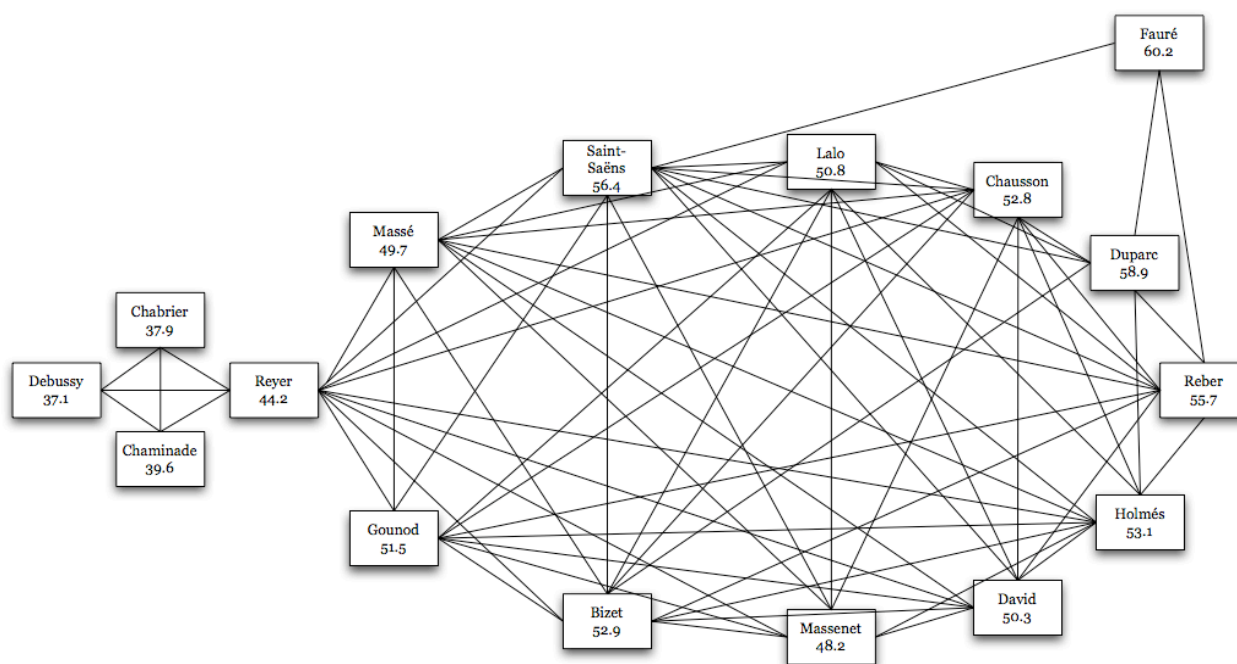 Fauré
60.2
Saint-
Saëns
56.4
Lalo
50.8
Chausson
52.8
Massé
49.7
Duparc
58.9
Chabrier
37.9
Debussy
37.1
Reyer
44.2
Reber
55.7
Chaminade
39.6
Gounod
51.5
Holmés
53.1
Bizet
52.9
Massenet
48.2
David
50.3